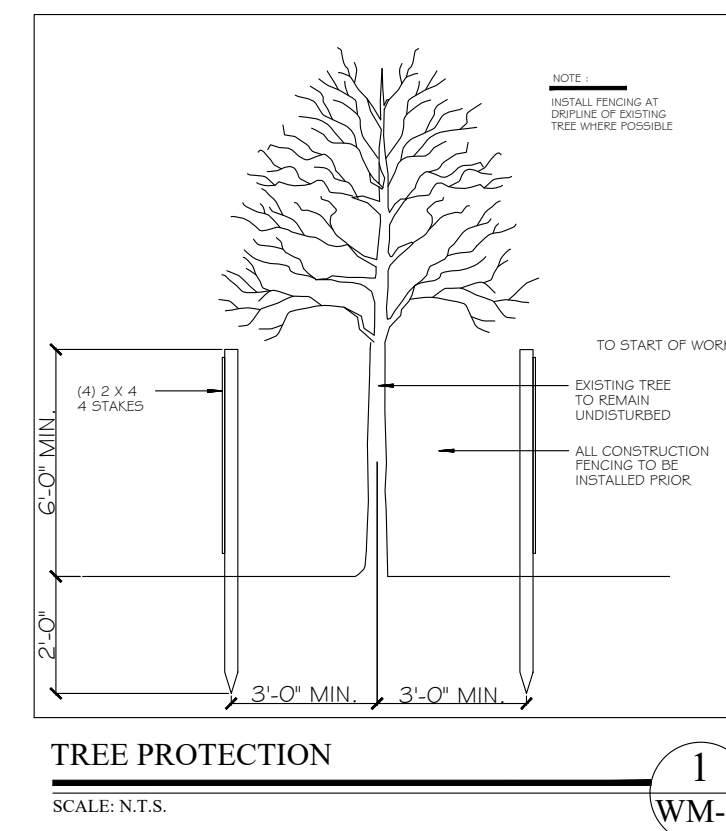 NOTE :
INSTALL FENCING AT
DRIPLINE OF EXISTING
TREE WHERE POSSIBLE
TO START OF WORK
(4) 2 X 4
4 STAKES
EXISTING TREE
TO REMAIN
UNDISTURBED
ALL CONSTRUCTION
FENCING TO BE
INSTALLED PRIOR
6'-0" MIN.
2'-0"
3'-0" MIN.
3'-0" MIN.
TREE PROTECTION
SCALE: N.T.S.
1
WM-